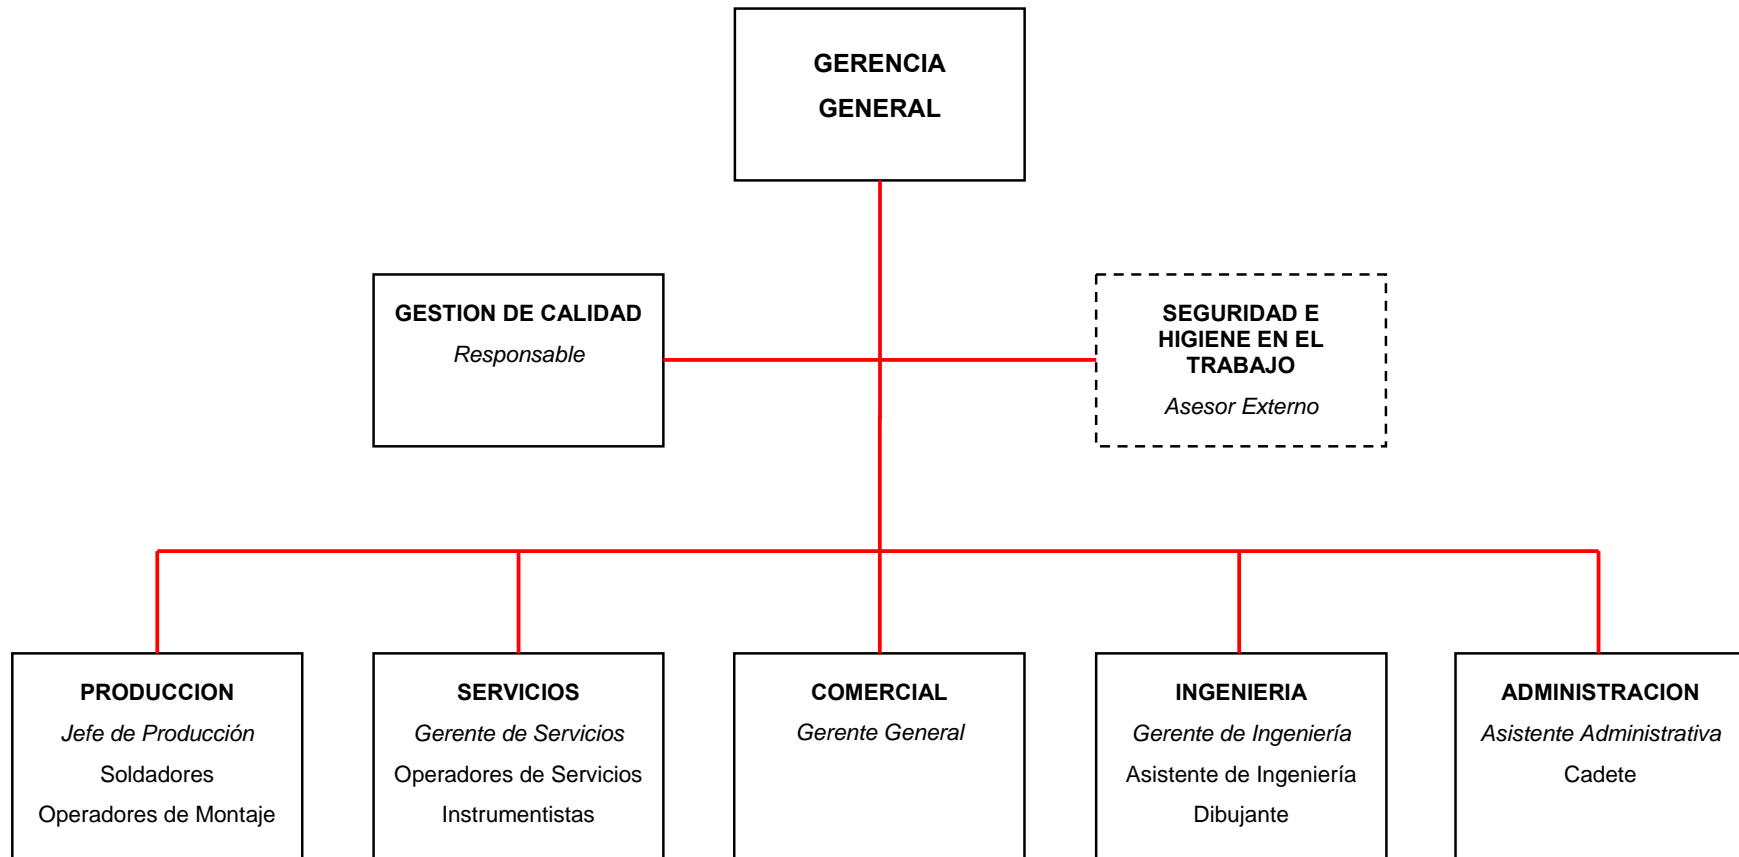 GERENCIA
GENERAL
GESTION DE CALIDAD
Responsable
SEGURIDAD E
HIGIENE EN EL
TRABAJO
Asesor Externo
PRODUCCION
Jefe de Producción
Soldadores
Operadores de Montaje
SERVICIOS
Gerente de Servicios
Operadores de Servicios
Instrumentistas
COMERCIAL
Gerente General
INGENIERIA
Gerente de Ingeniería
Asistente de Ingeniería
Dibujante
ADMINISTRACION
Asistente Administrativa
Cadete